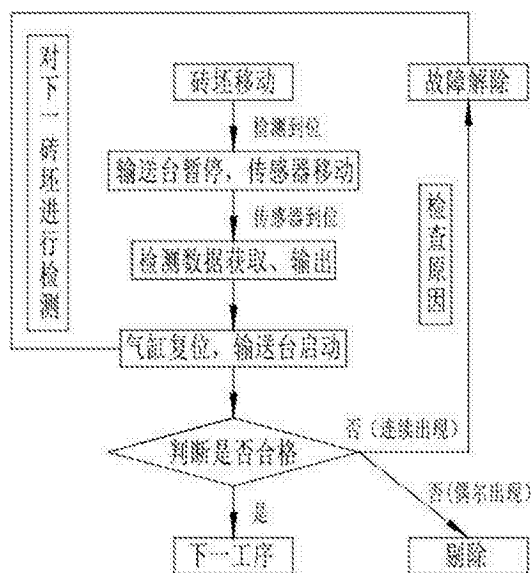 砖坯移动
故障解除
检测到位
输送台暂停，传感器移动
传感器到位
检测数据获取、输出
对下一砖坯进行检测
检查原因
气缸复位，输送台启动
否（连续出现）
判断是否合格
否(偶尔出现)
是
下一工序
剔除